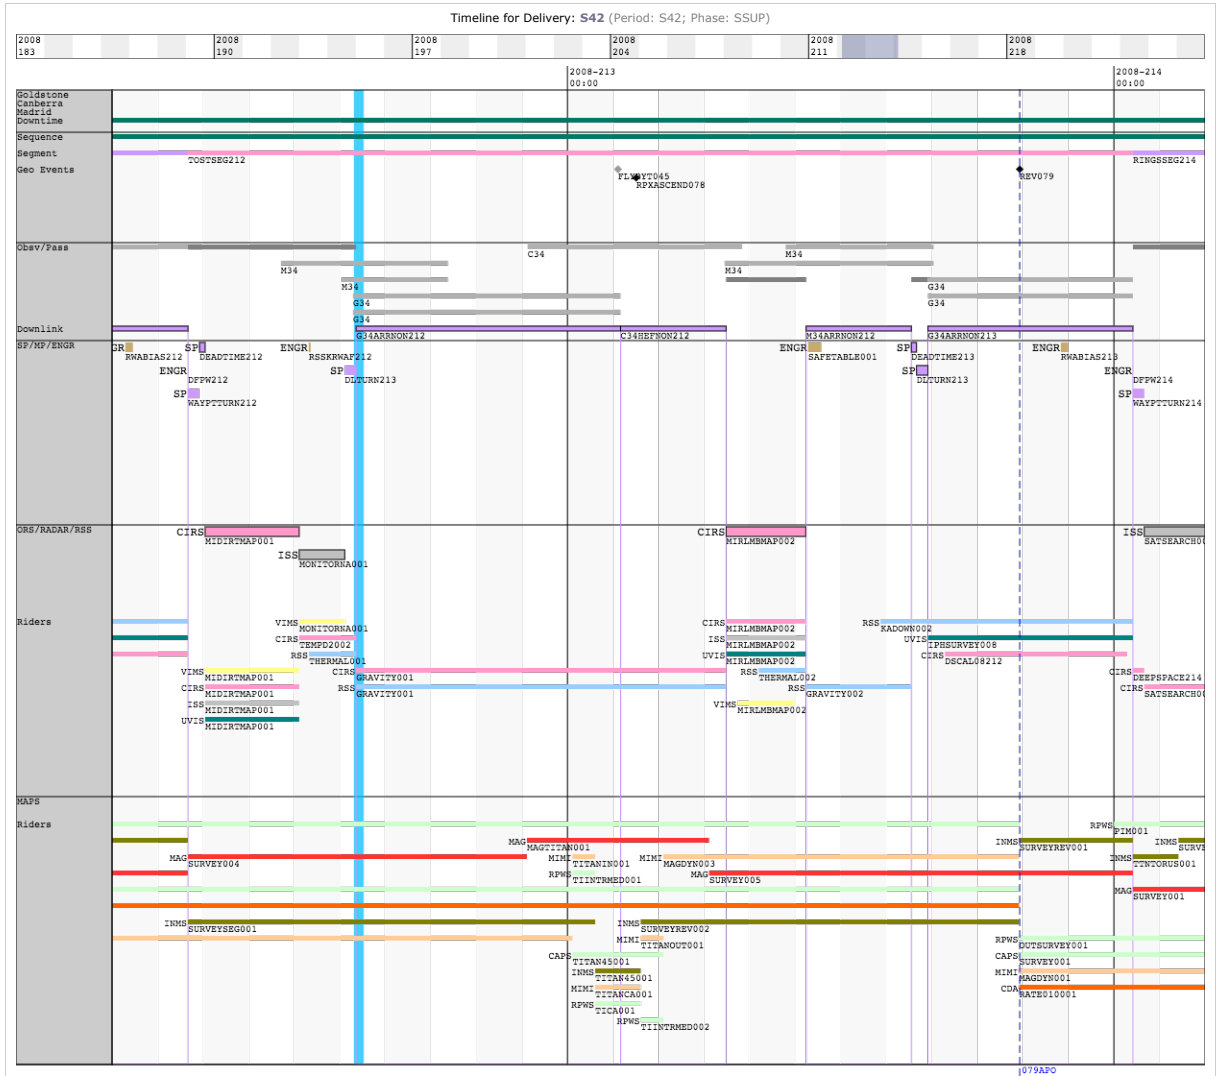 Timeline for Delivery: S42 (Period: S42; Phase: SSUP)
2008 2008 2008 2008 2008 2008
183 190 197 204 211 218
2008-213 2008-214
00:00 00:00
Goldstone
Canberra
Madrid
Downtime
Sequence
Segment
TOSTSEG212 RINGSSEG214
Geo Events
FLYBYT045 REV079
RPXASCEND078
Obsv/Pass
C34 M34
M34 M34
M34 G34
G34 G34
G34
Downlink
G34ARRNON212 C34HEFNON212 M34ARRNON212 G34ARRNON213
SP/MP/ENGR
GR SP ENGR ENGR SP ENGR
RWABIAS212 DEADTIME212 RSSKRWAF212 SAFETABLE001 DEADTIME213 RWABIAS213
ENGR SP SP ENGR
DFPW212 DLTURN213 DLTURN213 DFPW214
SP SP
WAYPTTURN212 WAYPTTURN214
ORS/RADAR/RSS
CIRS CIRS ISS
MIDIRTMAP001 MIRLMBMAP002 SATSEARCH00
ISS
MONITORNA001
Riders
VIMS CIRS RSS
MONITORNA001 MIRLMBMAP002 KADOWN002
CIRS ISS UVIS
TEMPD2002 MIRLMBMAP002 IPHSURVEY008
RSS UVIS CIRS
THERMAL001 MIRLMBMAP002 DSCAL08212
VIMS CIRS RSS CIRS
MIDIRTMAP001 GRAVITY001 THERMAL002 DEEPSPACE214
CIRS RSS RSS CIRS
MIDIRTMAP001 GRAVITY001 GRAVITY002 SATSEARCH00
ISS VIMS
MIDIRTMAP001 MIRLMBMAP002
UVIS
MIDIRTMAP001
MAPS
Riders
RPWS
PIM001
MAG INMS INMS
MAGTITAN001 SURVEYREV001 SURVE
MAG MIMI MIMI INMS
SURVEY004 TITANIN001 MAGDYN003 TTNTORUS001
RPWS MAG
TIINTRMED001 SURVEY005
MAG
SURVEY001
INMS INMS
SURVEYSEG001 SURVEYREV002
MIMI RPWS
TITANOUT001 OUTSURVEY001
CAPS CAPS
TITAN45001 SURVEY001
INMS MIMI
TITAN45001 MAGDYN001
MIMI CDA
TITANCA001 RATE010001
RPWS
TICA001
RPWS
TIINTRMED002
079APO